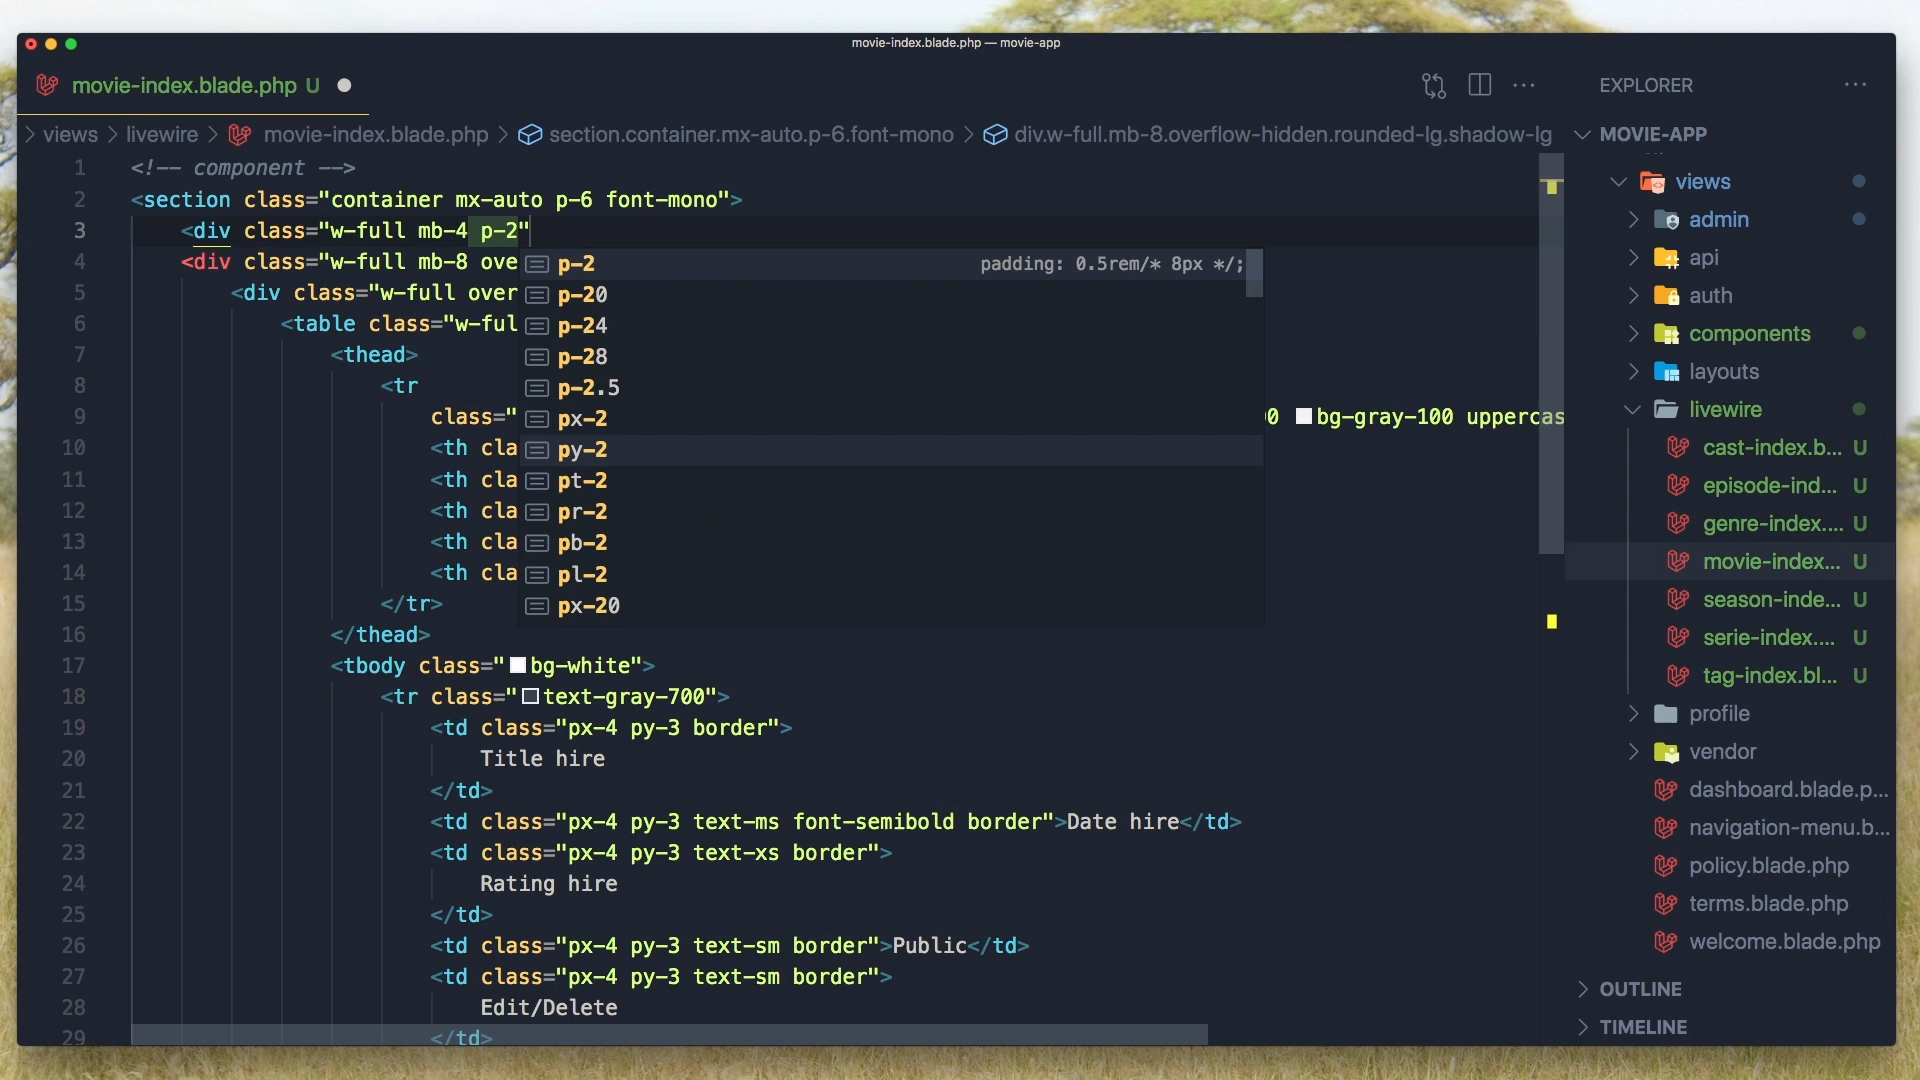 movie-index.blade.php — movie-app
movie-index.blade.php U
EXPLORER
views livewire movie-index.blade.php section.container.mx-auto.p-6.font-mono div.w-full.mb-8.overflow-hidden.rounded-lg.shadow-lg
MOVIE-APP
1 <!-- component -->
2 <section class="container mx-auto p-6 font-mono">
3 <div class="w-full mb-4 p-2"
4 <div class="w-full mb-8 ove
5 <div class="w-full over
6 <table class="w-ful
7 <thead>
8 <tr
9 class=" 0 bg-gray-100 uppercas
10 <th cla
11 <th cla
12 <th cla
13 <th cla
14 <th cla
15 </tr>
16 </thead>
17 <tbody class="bg-white">
18 <tr class="text-gray-700">
19 <td class="px-4 py-3 border">
20 Title hire
21 </td>
22 <td class="px-4 py-3 text-ms font-semibold border">Date hire</td>
23 <td class="px-4 py-3 text-xs border">
24 Rating hire
25 </td>
26 <td class="px-4 py-3 text-sm border">Public</td>
27 <td class="px-4 py-3 text-sm border">
28 Edit/Delete
29 </td>
p-2 padding: 0.5rem/* 8px */;
p-20
p-24
p-28
p-2.5
px-2
py-2
pt-2
pr-2
pb-2
pl-2
px-20
views
admin
api
auth
components
layouts
livewire
cast-index.b... U
episode-ind... U
genre-index.... U
movie-index... U
season-inde... U
serie-index.... U
tag-index.bl... U
profile
vendor
dashboard.blade.p...
navigation-menu.b...
policy.blade.php
terms.blade.php
welcome.blade.php
OUTLINE
TIMELINE